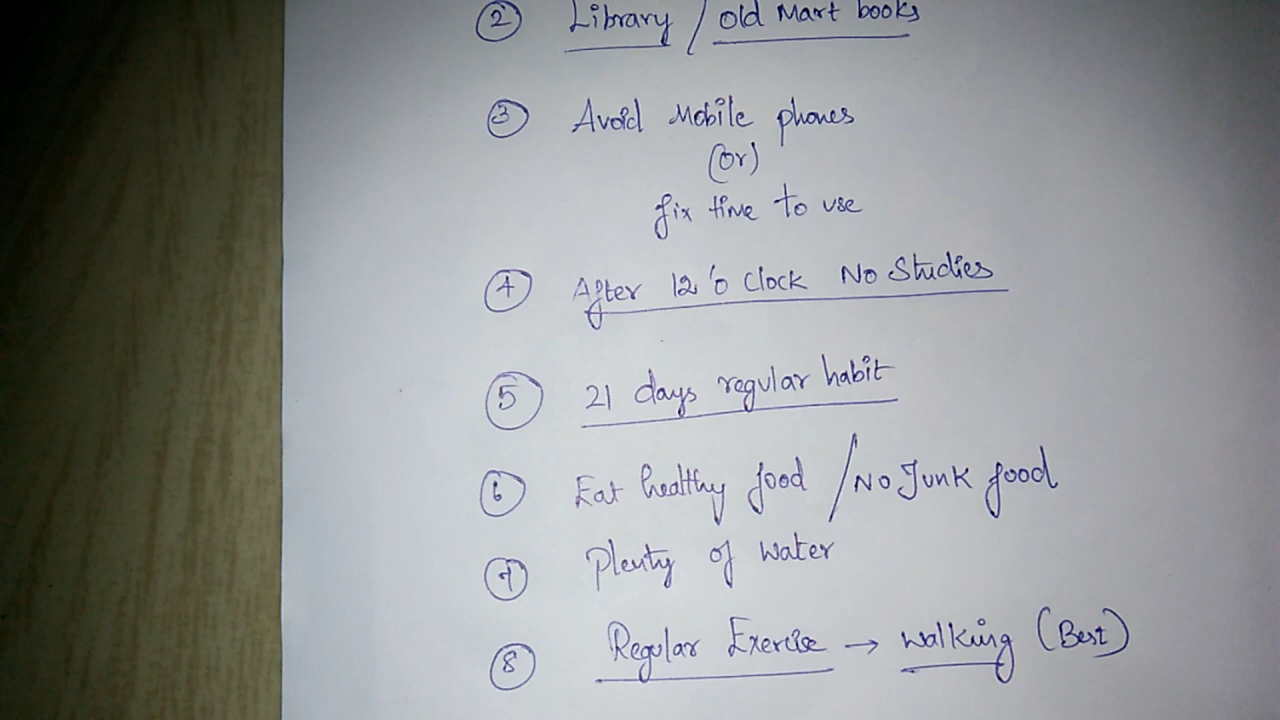 ② Library / old Mart books
③ Avoid Mobile phones
(or)
fix time to use
④ After 12'o clock No Studies
⑤ 21 days regular habit
⑥ Eat healthy food / No Junk food
⑦ Plenty of water
⑧ Regular Exercise → walking (Best)